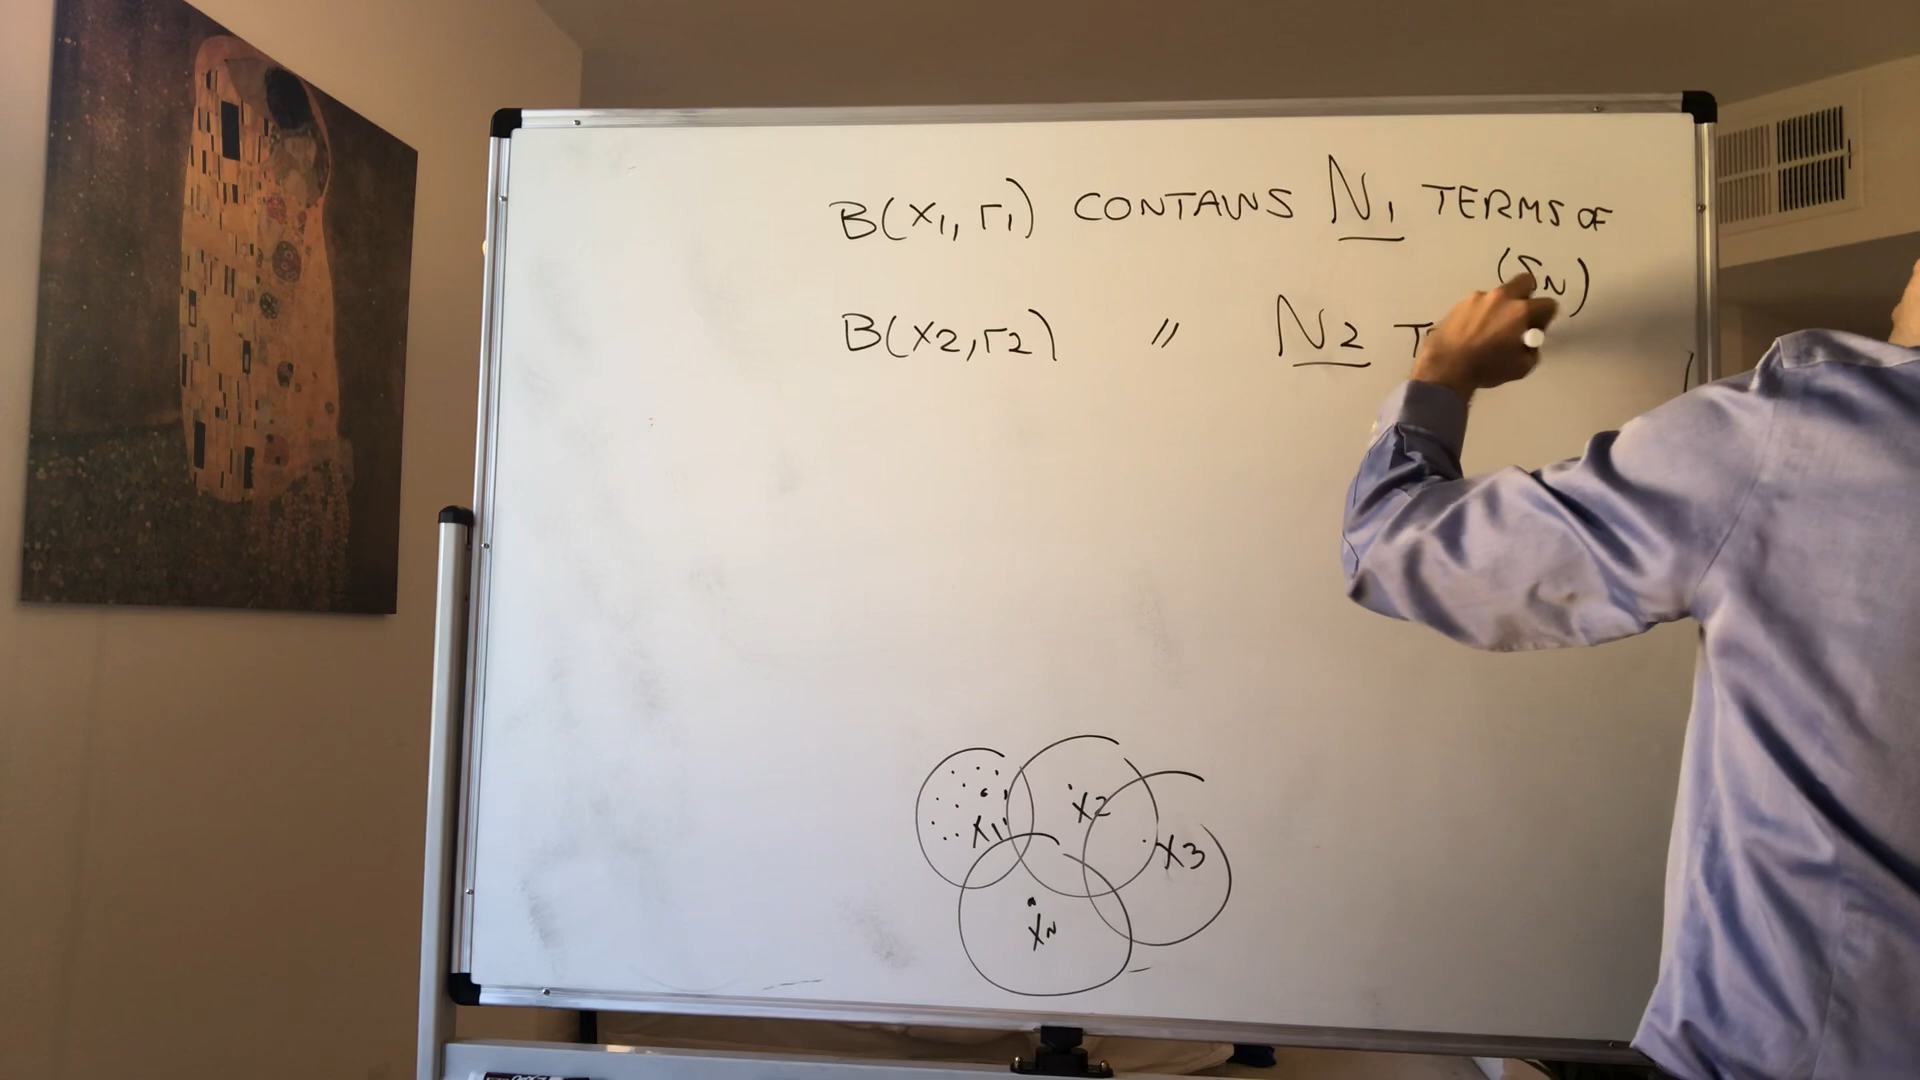 B(X1, r1) CONTAINS N1 TERMS OF
(SN)
B(X2, r2) " N2 T
X1
X2
X3
XN